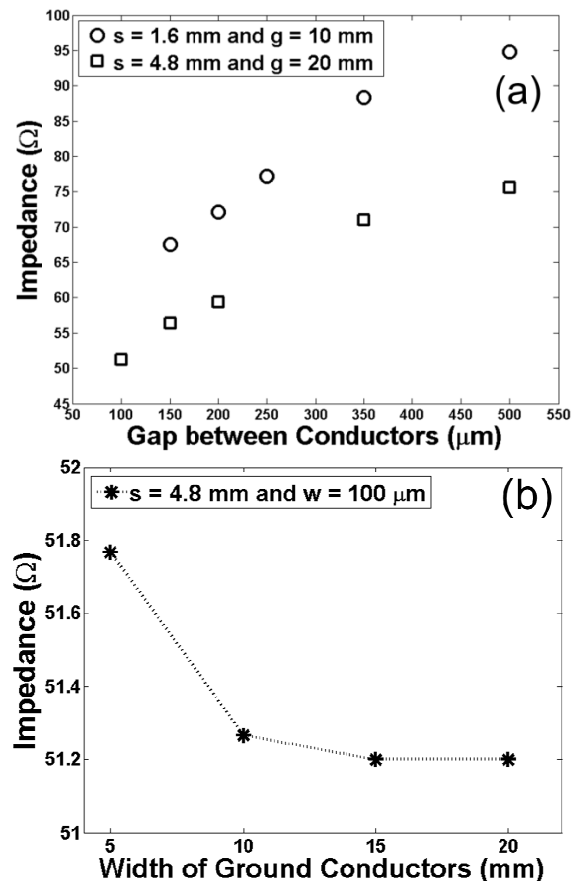 100
95
90
85
80
75
70
65
60
55
50
45
Impedance (Ω)
s = 1.6 mm and g = 10 mm
s = 4.8 mm and g = 20 mm
(a)
50 100 150 200 250 300 350 400 450 500 550
Gap between Conductors (μm)
52
51.8
51.6
51.4
51.2
51
Impedance (Ω)
s = 4.8 mm and w = 100 μm
(b)
5 10 15 20
Width of Ground Conductors (mm)